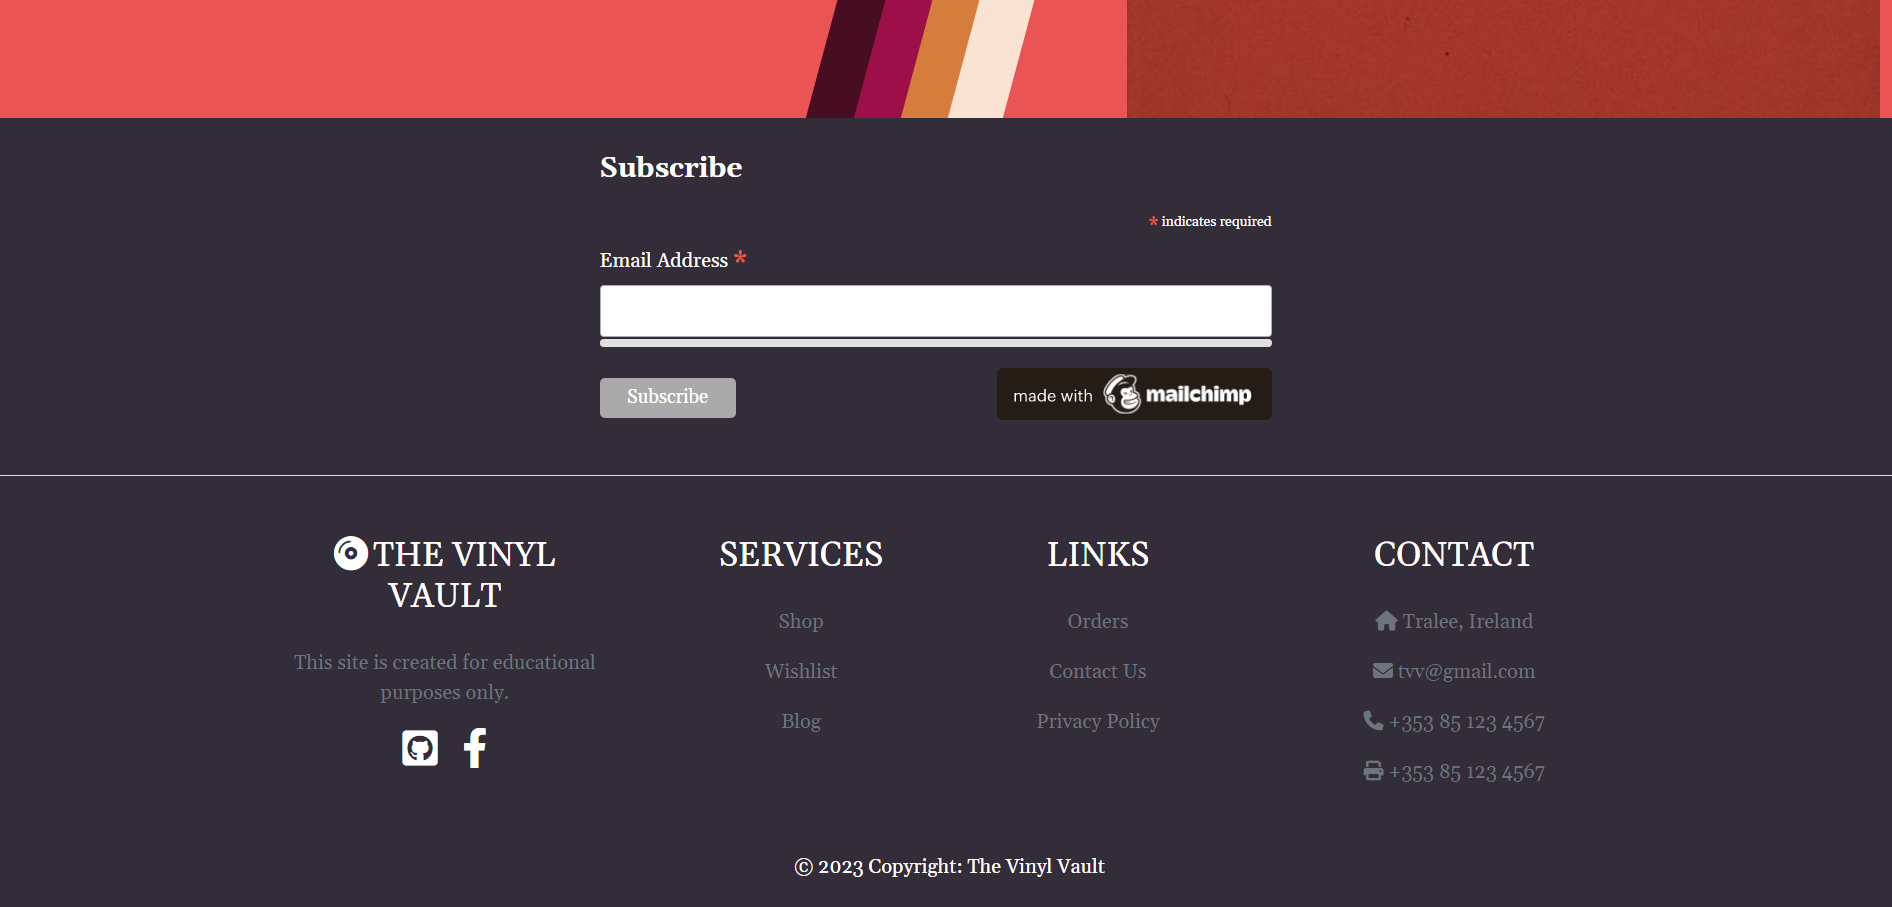 Subscribe
* indicates required
Email Address *
Subscribe
made with mailchimp
THE VINYL
VAULT
This site is created for educational
purposes only.
SERVICES
Shop
Wishlist
Blog
LINKS
Orders
Contact Us
Privacy Policy
CONTACT
Tralee, Ireland
tvv@gmail.com
+353 85 123 4567
+353 85 123 4567
© 2023 Copyright: The Vinyl Vault